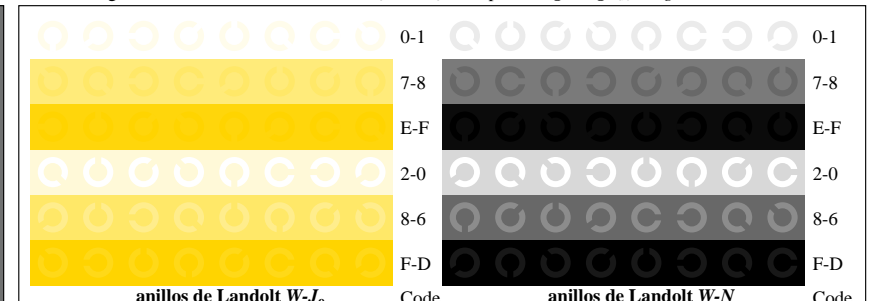 0-1 0-1
7-8 7-8
E-F E-F
2-0 2-0
8-6 8-6
F-D F-D
anillos de Landolt W-J Code anillos de Landolt W-N Code